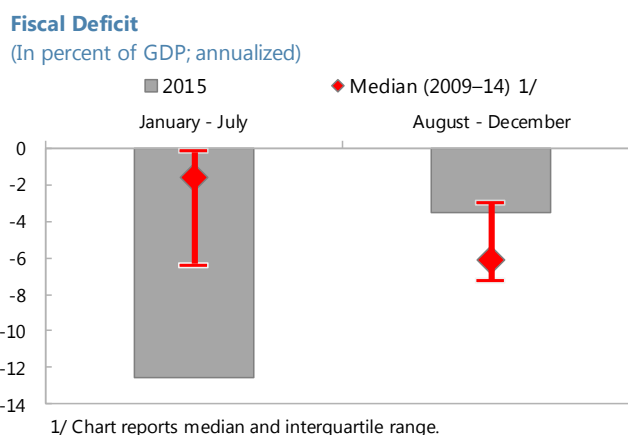 Fiscal Deficit
(In percent of GDP; annualized)
2015
Median (2009–14) 1/
January - July
August - December
0
-2
-4
-6
-8
-10
-12
-14
1/ Chart reports median and interquartile range.